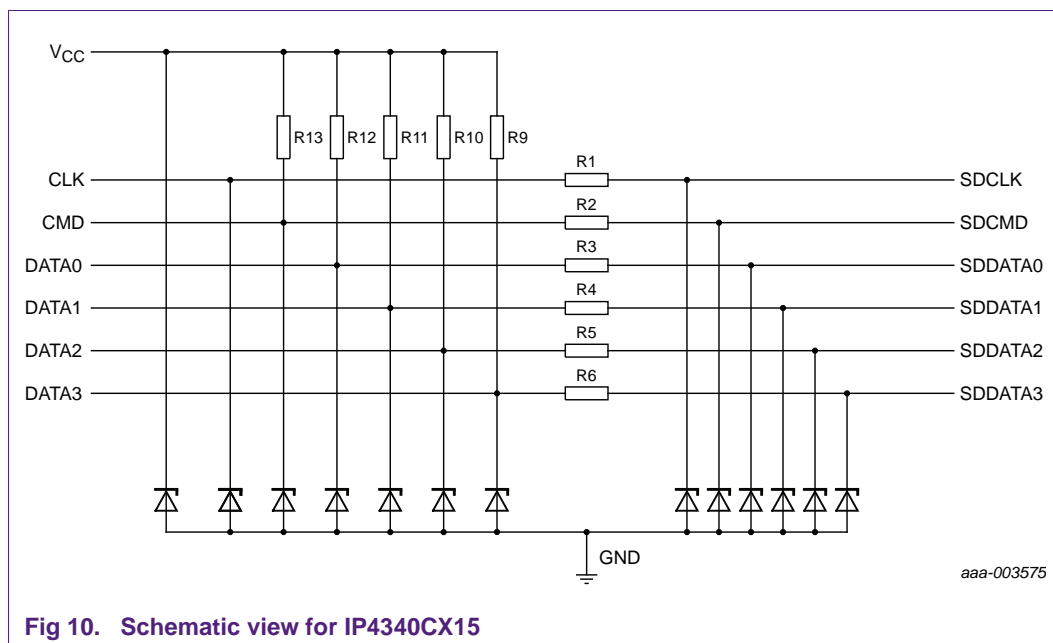 VCC
R13 R12 R11 R10 R9
CLK R1 SDCLK
CMD R2 SDCMD
DATA0 R3 SDDATA0
DATA1 R4 SDDATA1
DATA2 R5 SDDATA2
DATA3 R6 SDDATA3
GND
aaa-003575
Fig 10. Schematic view for IP4340CX15